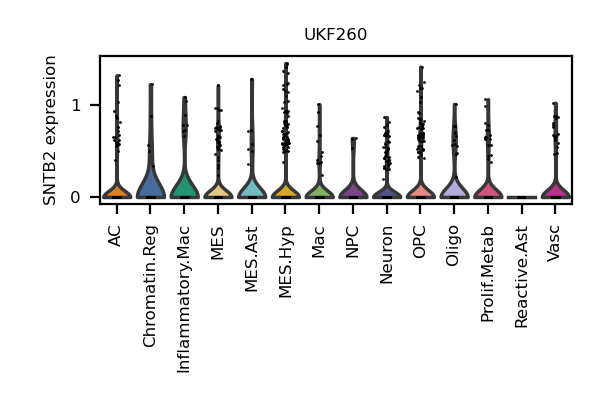 UKF260
SNTB2 expression
1
0
AC
Chromatin.Reg
Inflammatory.Mac
MES
MES.Ast
MES.Hyp
Mac
NPC
Neuron
OPC
Oligo
Prolif.Metab
Reactive.Ast
Vasc